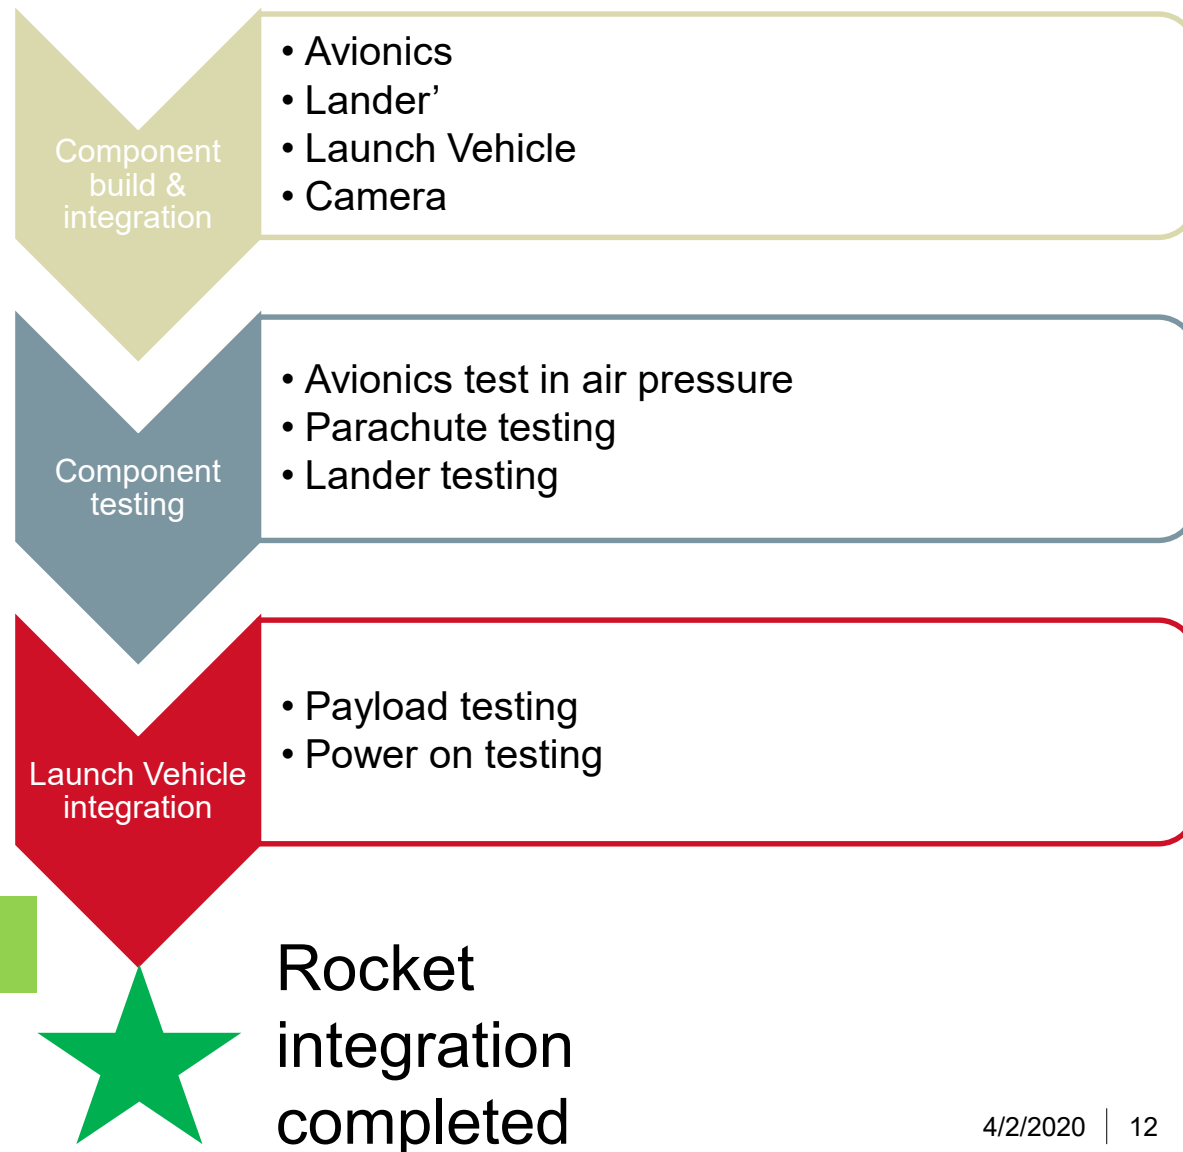 Component
build &
integration
• Avionics
• Lander’
• Launch Vehicle
• Camera
Component
testing
• Avionics test in air pressure
• Parachute testing
• Lander testing
Launch Vehicle
integration
• Payload testing
• Power on testing
Rocket
integration
completed
4/2/2020 | 12